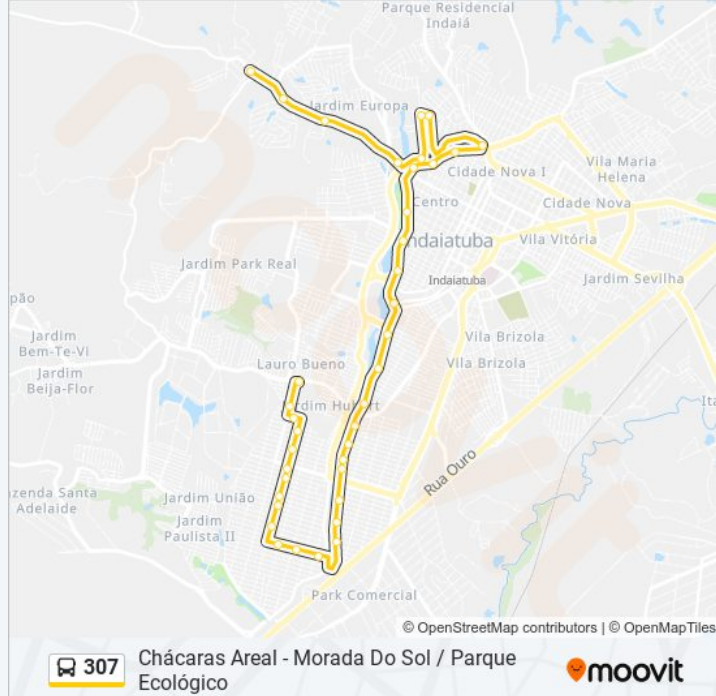 Parque Residencial
Indaiá
Jardim Europa
Vila Maria
Helena
Cidade Nova I
Centro
Cidade Nova
Indaiatuba
Vila Vitória
Jardim Park Real
Indaiatuba
Jardim Sevilha
pão
Jardim
Bem-Te-Vi
Vila Brizola
Lauro Bueno
Vila Brizola
Jardim
Beija-Flor
Ita
Jardim Hubert
Rua Ouro
azenda Santa
Adelaide
Jardim União
Jardim
Paulista II
Park Comercial
© OpenStreetMap contributors | © OpenMapTiles
307
Chácaras Areal - Morada Do Sol / Parque
Ecológico
moovit